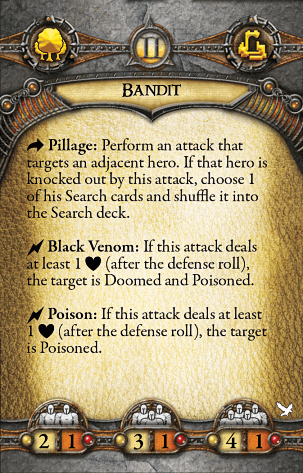 II
BANDIT
Pillage: Perform an attack that
targets an adjacent hero. If that hero is
knocked out by this attack, choose 1
of his Search cards and shuffle it into
the Search deck.
Black Venom: If this attack deals
at least 1 ♥ (after the defense roll),
the target is Doomed and Poisoned.
Poison: If this attack deals at least
1 ♥ (after the defense roll), the target
is Poisoned.
2 1 3 1 4 1